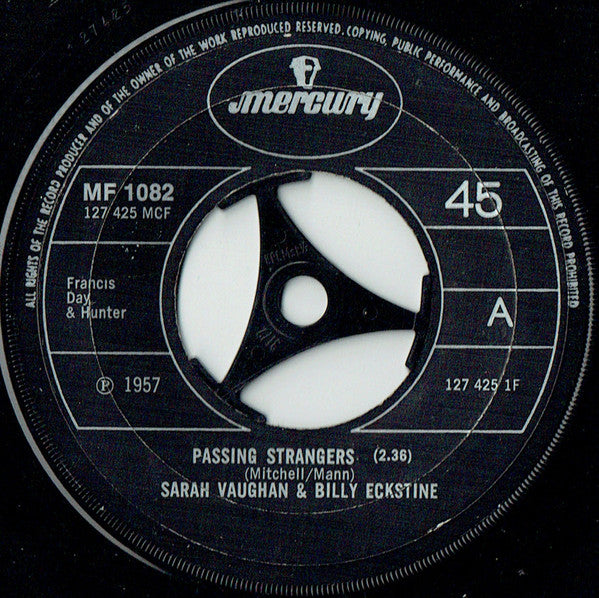 27425
ALL RIGHTS OF THE RECORD PRODUCER AND OF THE OWNER OF THE WORK REPRODUCED RESERVED. COPYING, PUBLIC PERFORMANCE AND BROADCASTING OF THIS RECORD PROHIBITED
mercury
MF 1082
127 425 MCF
45
Francis
Day
& Hunter
A
℗ 1957
127 425 1F
PASSING STRANGERS (2.36)
(Mitchell/Mann)
SARAH VAUGHAN & BILLY ECKSTINE